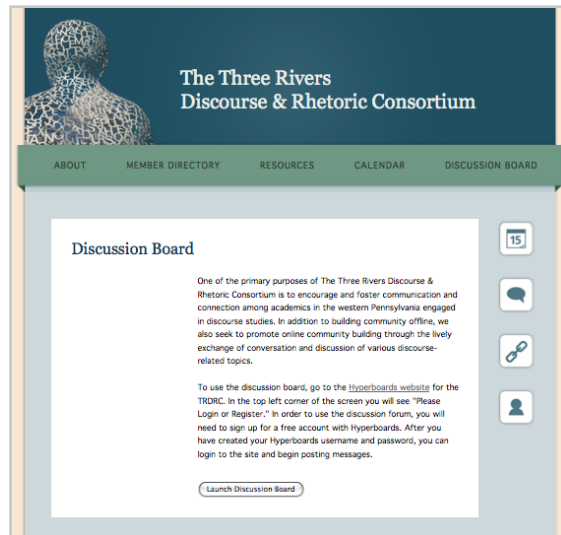 The Three Rivers
Discourse & Rhetoric Consortium
ABOUT MEMBER DIRECTORY RESOURCES CALENDAR DISCUSSION BOARD
15
Discussion Board
One of the primary purposes of The Three Rivers Discourse &
Rhetoric Consortium is to encourage and foster communication and
connection among academics in the western Pennsylvania engaged
in discourse studies. In addition to building community offline, we
also seek to promote online community building through the lively
exchange of conversation and discussion of various discourse-
related topics.
To use the discussion board, go to the Hyperboards website for the
TRDRC. In the top left corner of the screen you will see "Please
Login or Register." In order to use the discussion forum, you will
need to sign up for a free account with Hyperboards. After you
have created your Hyperboards username and password, you can
login to the site and begin posting messages.
Launch Discussion Board